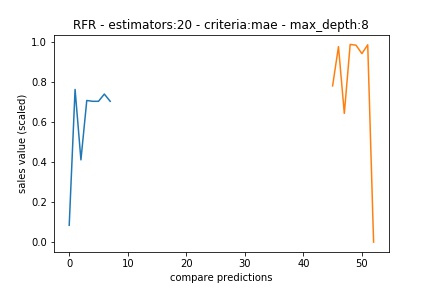 RFR - estimators:20 - criteria:mae - max_depth:8
1.0
0.8
0.6
0.4
0.2
0.0
sales value (scaled)
0 10 20 30 40 50
compare predictions